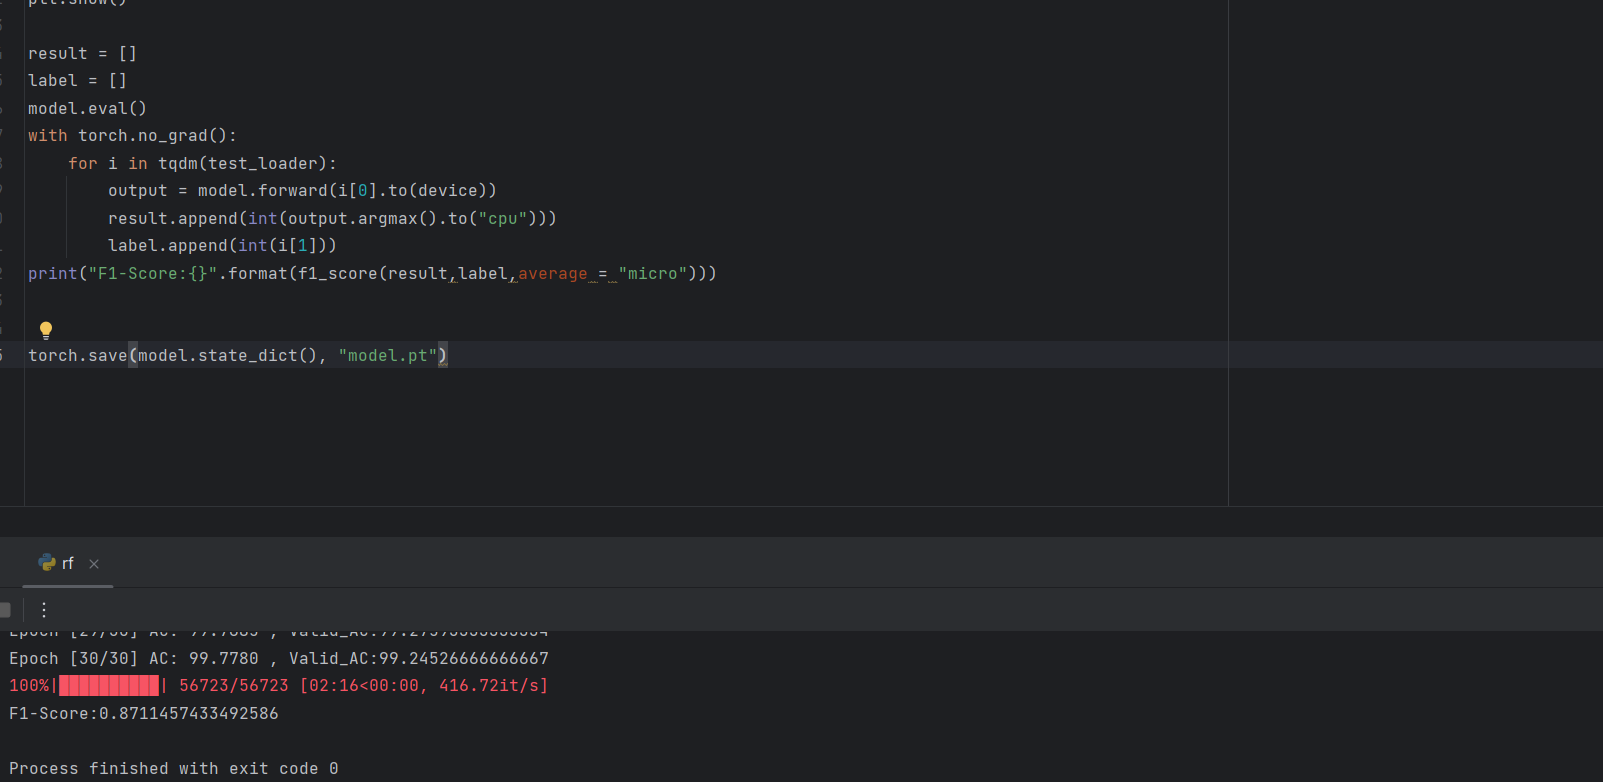 plt.show()
result = []
label = []
model.eval()
with torch.no_grad():
for i in tqdm(test_loader):
output = model.forward(i[0].to(device))
result.append(int(output.argmax().to("cpu")))
label.append(int(i[1]))
print("F1-Score:{}".format(f1_score(result,label,average = "micro")))
torch.save(model.state_dict(), "model.pt")
rf
Epoch [30/30] AC: 99.7780 , Valid_AC:99.24526666666667
100%|██████████| 56723/56723 [02:16<00:00, 416.72it/s]
F1-Score:0.8711457433492586
Process finished with exit code 0